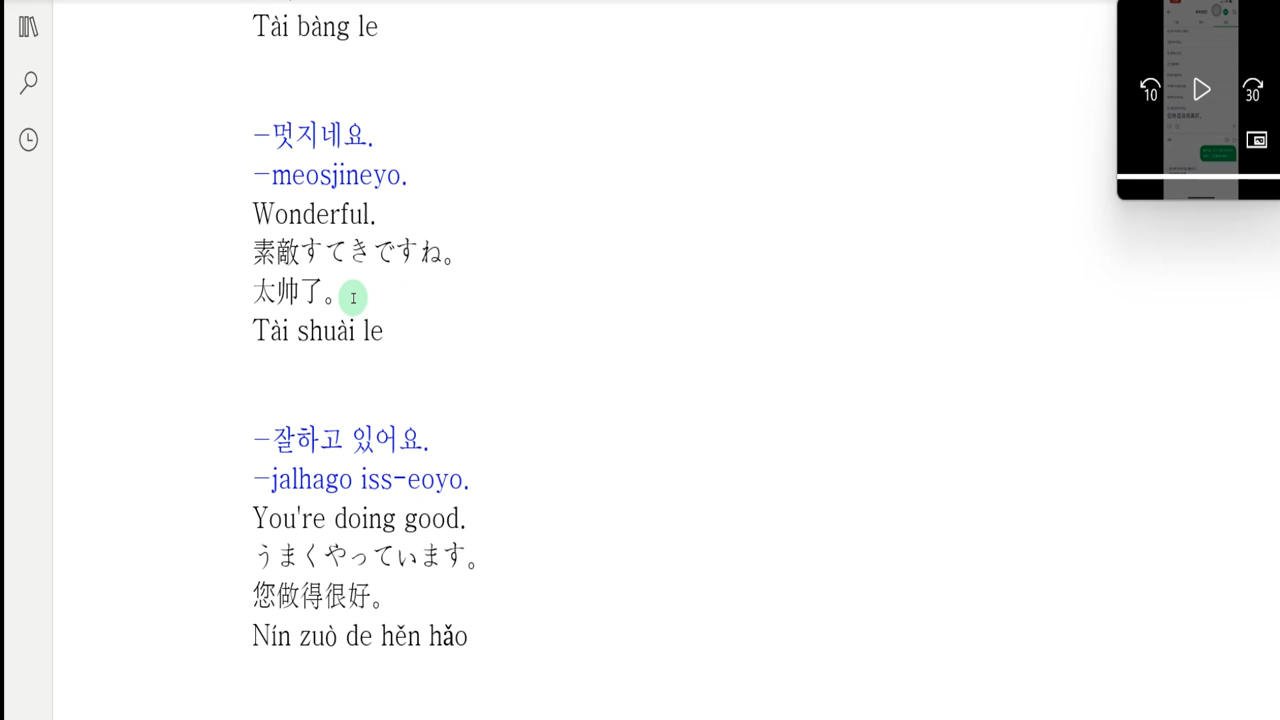 Tài bàng le
-멋지네요.
-meosjineyo.
Wonderful.
素敵すてきですね。
太帅了。
Tài shuài le
-잘하고 있어요.
-jalhago iss-eoyo.
You're doing good.
うまくやっています。
您做得很好。
Nín zuò de hěn hǎo
10
30